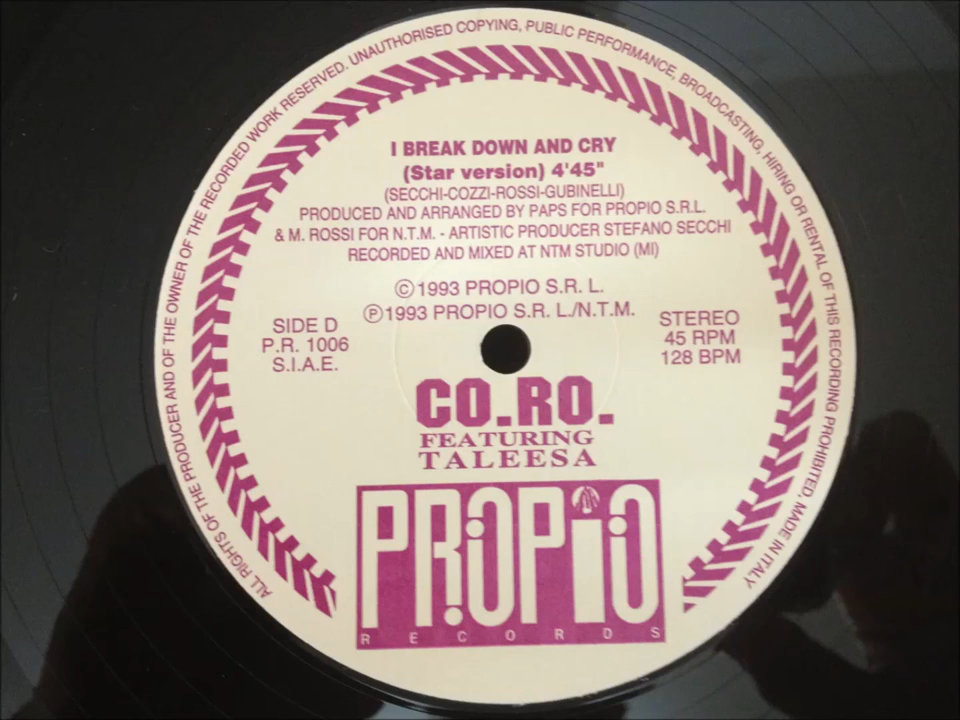 ALL RIGHTS OF THE PRODUCER AND OF THE OWNER OF THE RECORDED WORK RESERVED. UNAUTHORISED COPYING, PUBLIC PERFORMANCE, BROADCASTING, HIRING OR RENTAL OF THIS RECORDING PROHIBITED. MADE IN ITALY
I BREAK DOWN AND CRY
(Star version) 4'45"
(SECCHI-COZZI-ROSSI-GUBINELLI)
PRODUCED AND ARRANGED BY PAPS FOR PROPIO S.R.L.
& M. ROSSI FOR N.T.M. - ARTISTIC PRODUCER STEFANO SECCHI
RECORDED AND MIXED AT NTM STUDIO (MI)
©1993 PROPIO S.R. L.
℗1993 PROPIO S.R. L./N.T.M.
SIDE D
P.R. 1006
S.I.A.E.
STEREO
45 RPM
128 BPM
CO.RO.
FEATURING
TALEESA
PROPIO
RECORDS